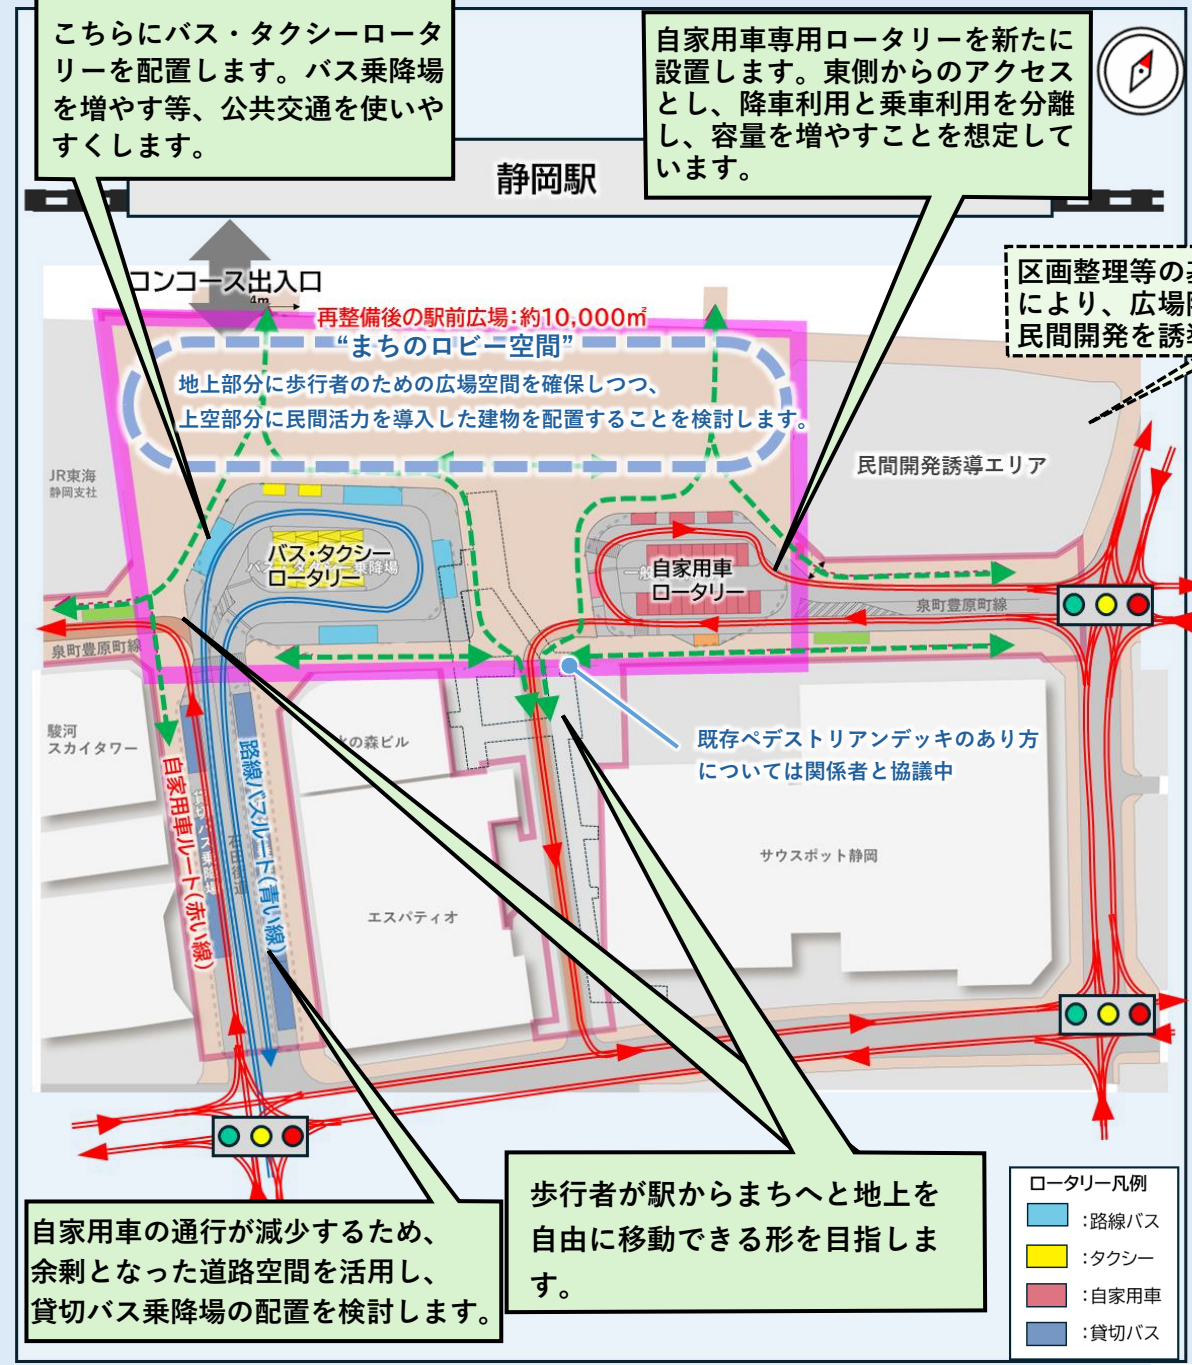 こちらにバス・タクシーロータ
リーを配置します。バス乗降場
を増やす等、公共交通を使いや
すくします。
自家用車専用ロータリーを新たに
設置します。東側からのアクセス
とし、降車利用と乗車利用を分離
し、容量を増やすことを想定して
います。
静岡駅
コンコース出入口
4m
区画整理等の
により、広場
民間開発を誘
再整備後の駅前広場：約10,000㎡
“まちのロビー空間”
地上部分に歩行者のための広場空間を確保しつつ、
上空部分に民間活力を導入した建物を配置することを検討します。
JR東海
静岡支社
民間開発誘導エリア
バス・タクシー
ロータリー
乗降場
自家用車
ロータリー
泉町豊原町線
泉町豊原町線
駿河
スカイタワー
水の森ビル
既存ペデストリアンデッキのあり方
については関係者と協議中
自家用車ルート(赤い線)
路線バスルート(青い線)
石田街道
サウスポット静岡
エスパティオ
自家用車の通行が減少するため、
余剰となった道路空間を活用し、
貸切バス乗降場の配置を検討します。
歩行者が駅からまちへと地上を
自由に移動できる形を目指しま
す。
ロータリー凡例
:路線バス
:タクシー
:自家用車
:貸切バス